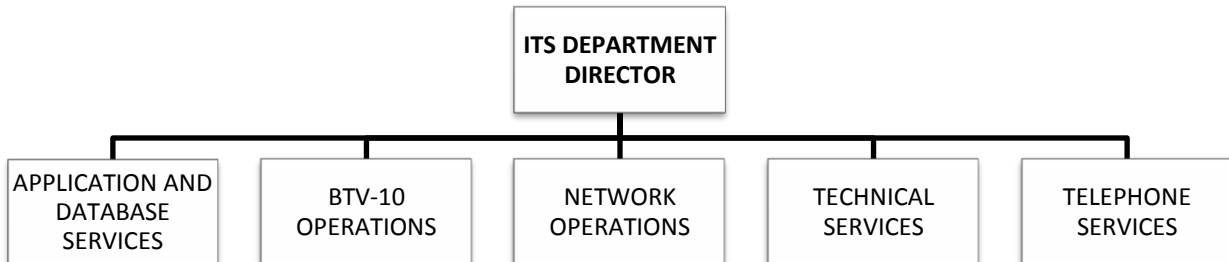 ITS DEPARTMENT
DIRECTOR
APPLICATION AND
DATABASE
SERVICES
BTV-10
OPERATIONS
NETWORK
OPERATIONS
TECHNICAL
SERVICES
TELEPHONE
SERVICES